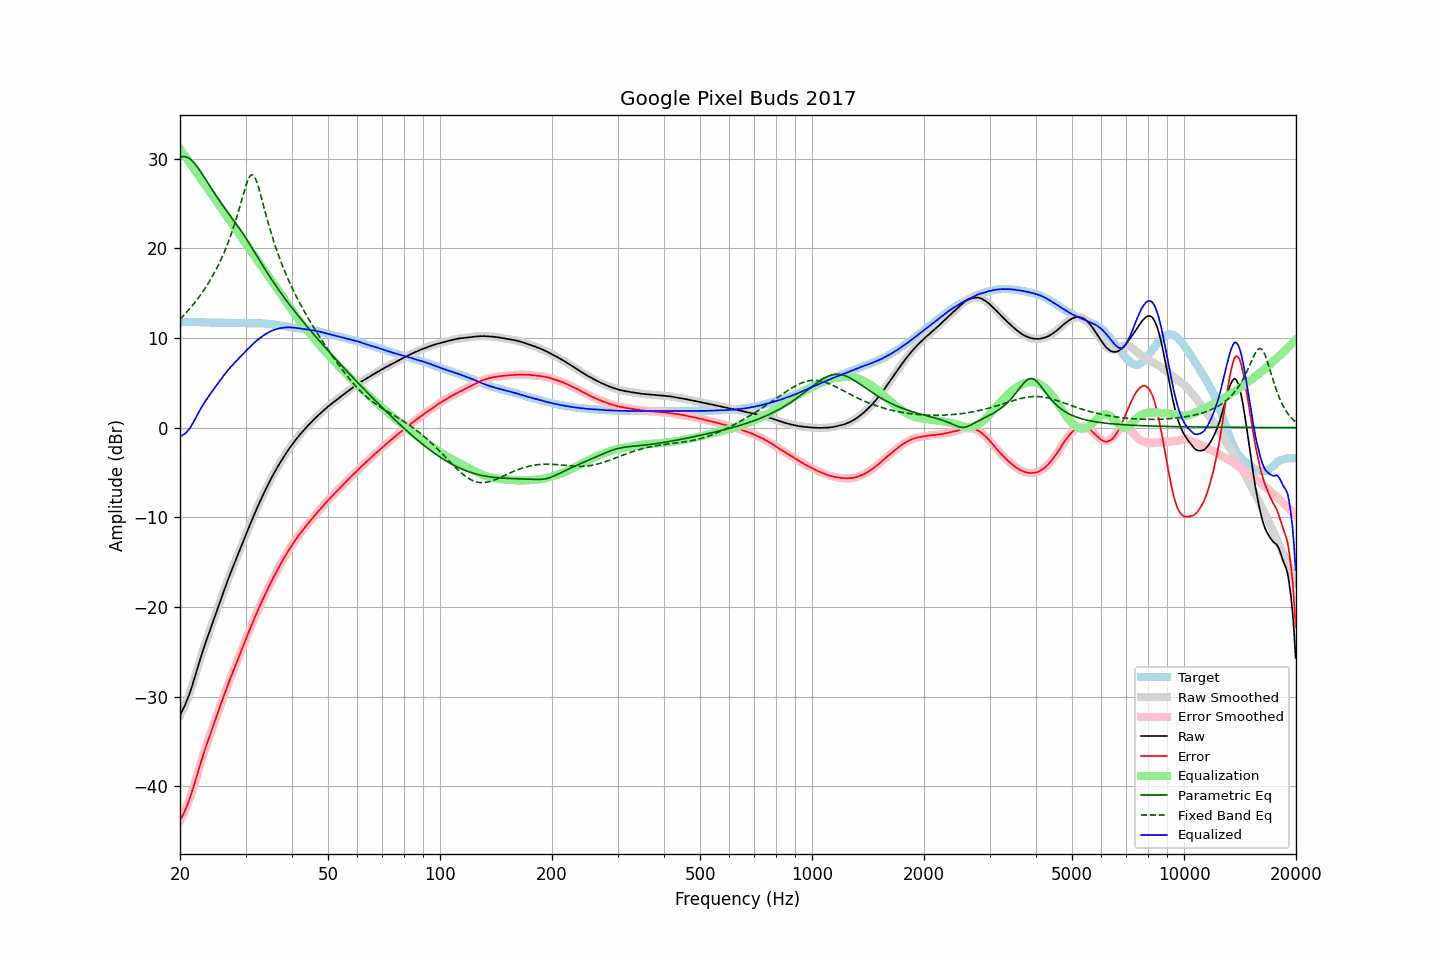 Google Pixel Buds 2017
Amplitude (dBr)
30
20
10
0
−10
−20
−30
−40
20
50
100
200
500
1000
2000
5000
10000
20000
Frequency (Hz)
Target
Raw Smoothed
Error Smoothed
Raw
Error
Equalization
Parametric Eq
Fixed Band Eq
Equalized